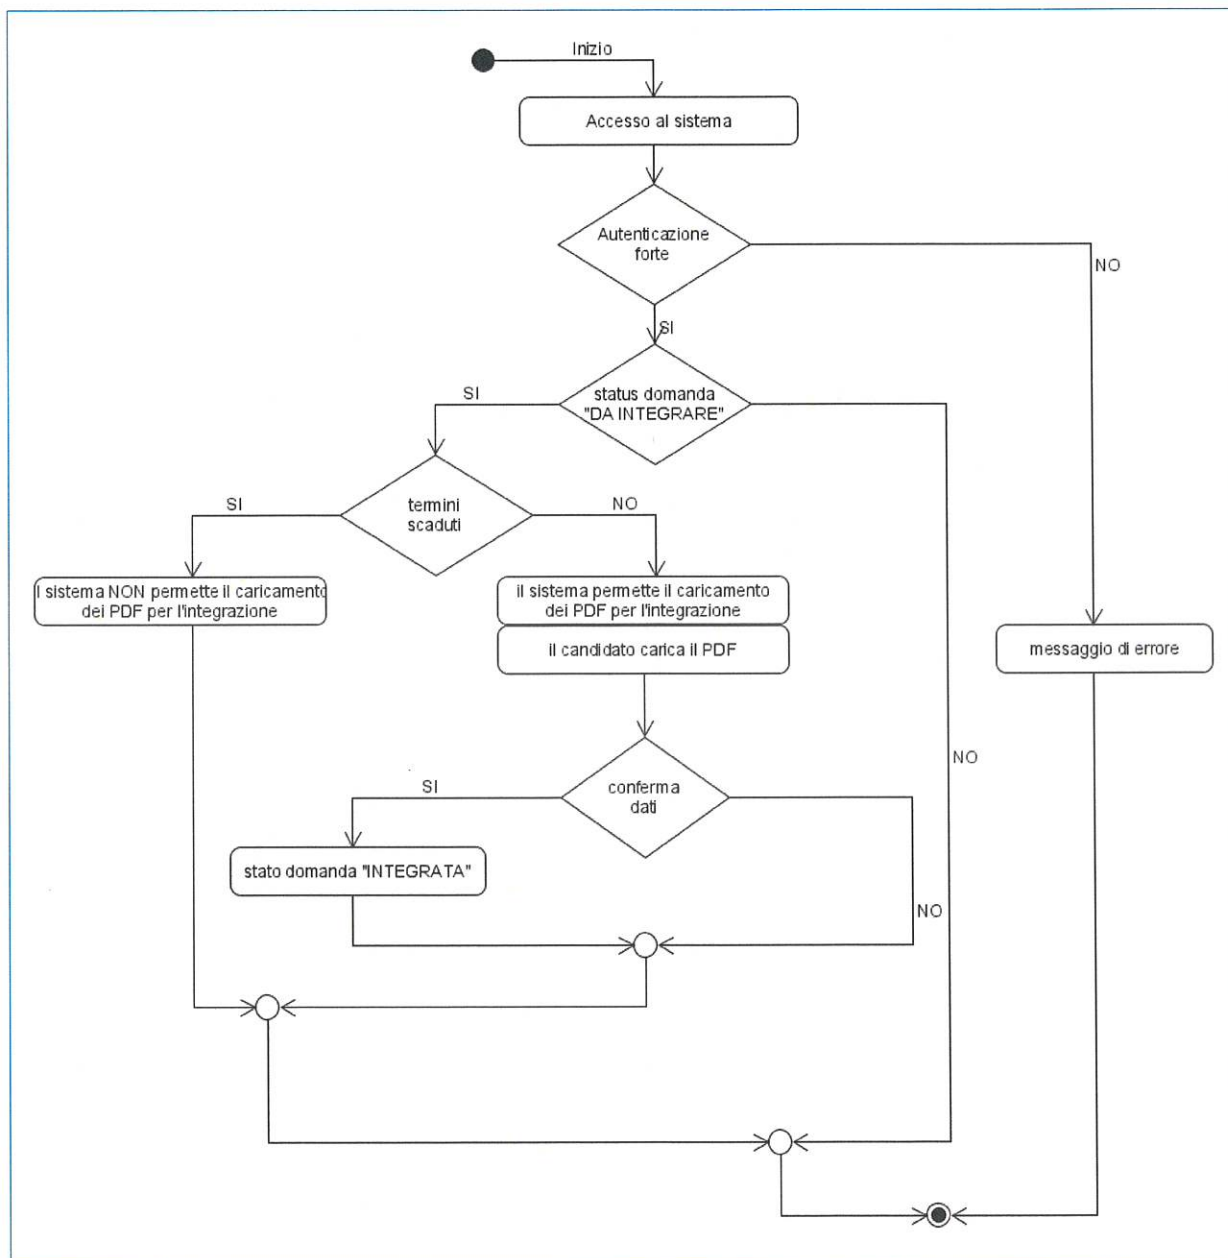 Inizio
Accesso al sistema
Autenticazione
forte
NO
SI
status domanda
"DA INTEGRARE"
SI
termini
scaduti
SI
NO
l sistema NON permette il caricamento
dei PDF per l'integrazione
il sistema permette il caricamento
dei PDF per l'integrazione
il candidato carica il PDF
messaggio di errore
NO
conferma
dati
SI
stato domanda "INTEGRATA"
NO